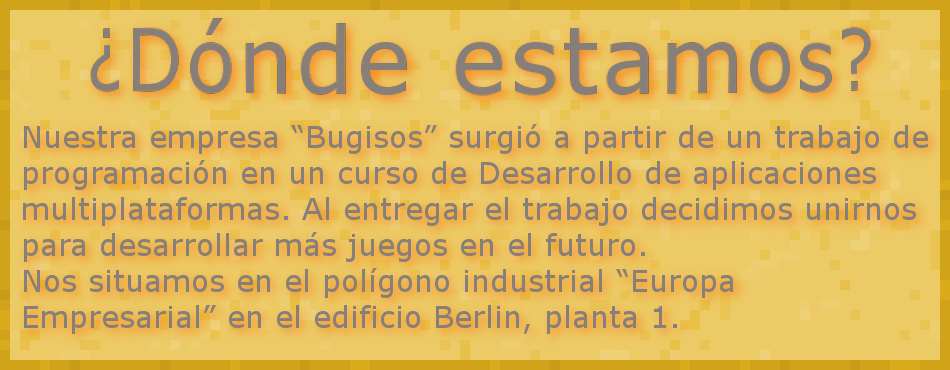 ¿Dónde estamos?
Nuestra empresa “Bugisos” surgió a partir de un trabajo de
programación en un curso de Desarrollo de aplicaciones
multiplataformas. Al entregar el trabajo decidimos unirnos
para desarrollar más juegos en el futuro.
Nos situamos en el polígono industrial “Europa
Empresarial” en el edificio Berlin, planta 1.